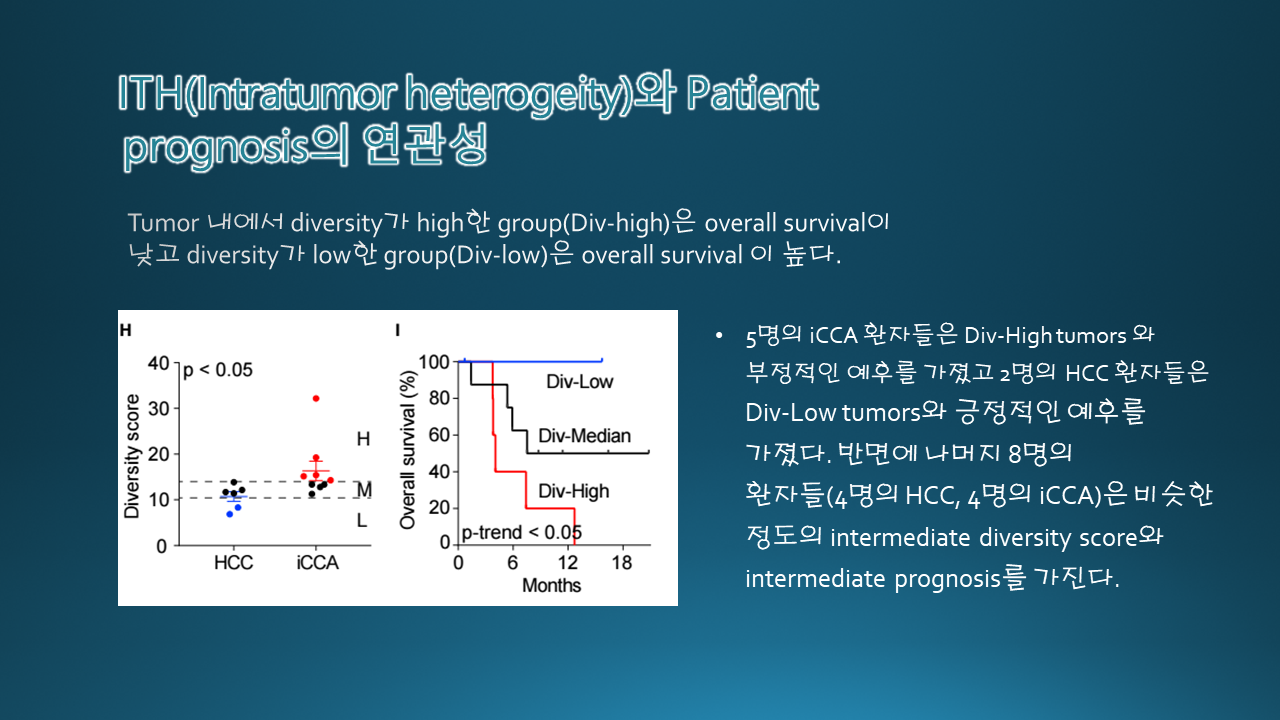 ITH(Intratumor heterogeity)와 Patient
prognosis의 연관성
Tumor 내에서 diversity가 high한 group(Div-high)은 overall survival이
낮고 diversity가 low한 group(Div-low)은 overall survival 이 높다.
H
40
30
20
10
0
Diversity score
p < 0.05
H
M
L
HCC
iCCA
I
100
80
60
40
20
0
Overall survival (%)
Div-Low
Div-Median
Div-High
p-trend < 0.05
0 6 12 18
Months
• 5명의 iCCA 환자들은 Div-High tumors 와
부정적인 예후를 가졌고 2명의 HCC 환자들은
Div-Low tumors와 긍정적인 예후를
가졌다. 반면에 나머지 8명의
환자들(4명의 HCC, 4명의 iCCA)은 비슷한
정도의 intermediate diversity score와
intermediate prognosis를 가진다.